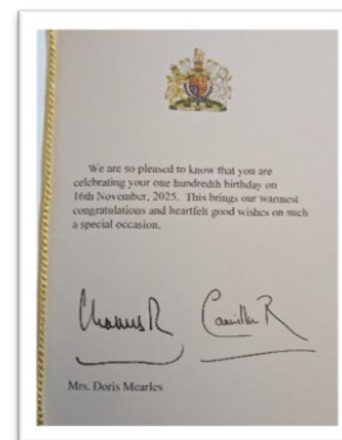 We are so pleased to know that you are
celebrating your one hundredth birthday on
16th November, 2025. This brings our warmest
congratulations and heartfelt good wishes on such
a special occasion.
Charles R Camilla R
Mrs. Doris Mearles